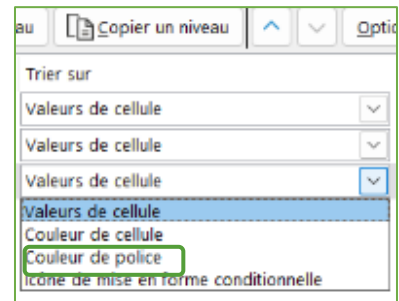 au Copier un niveau Optio
Trier sur
Valeurs de cellule
Valeurs de cellule
Valeurs de cellule
Valeurs de cellule
Couleur de cellule
Couleur de police
Icône de mise en forme conditionnelle